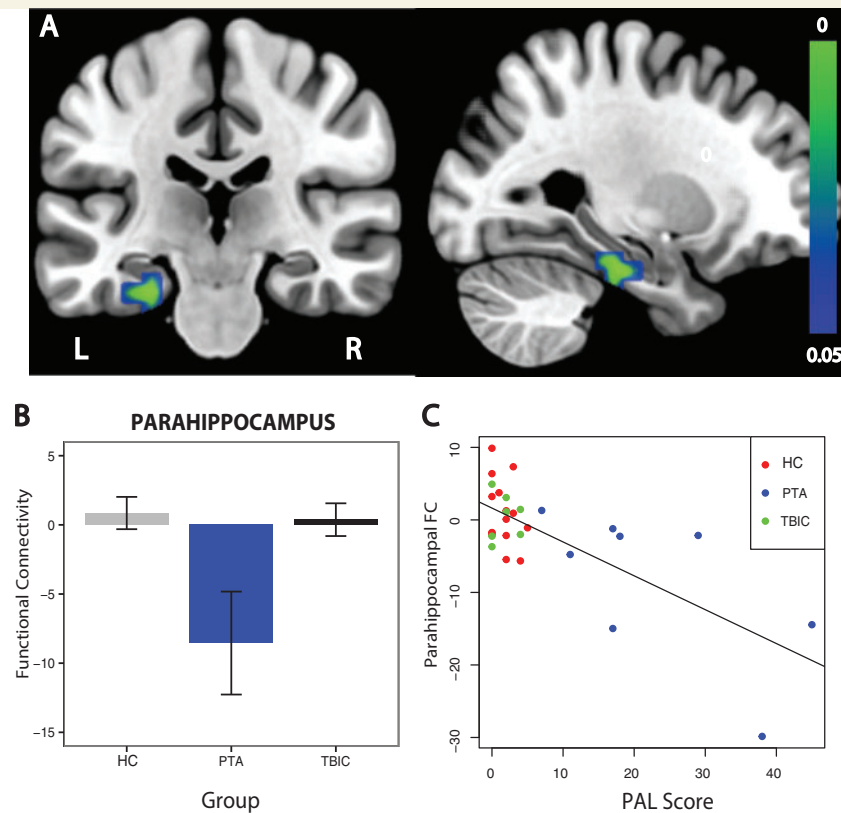 A
0
0
0.05
L
R
B
PARAHIPPOCAMPUS
Functional Connectivity
5
0
−5
−10
−15
HC
PTA
TBIC
Group
C
Parahippocampal FC
10
0
−10
−20
−30
HC
PTA
TBIC
0
10
20
30
40
PAL Score